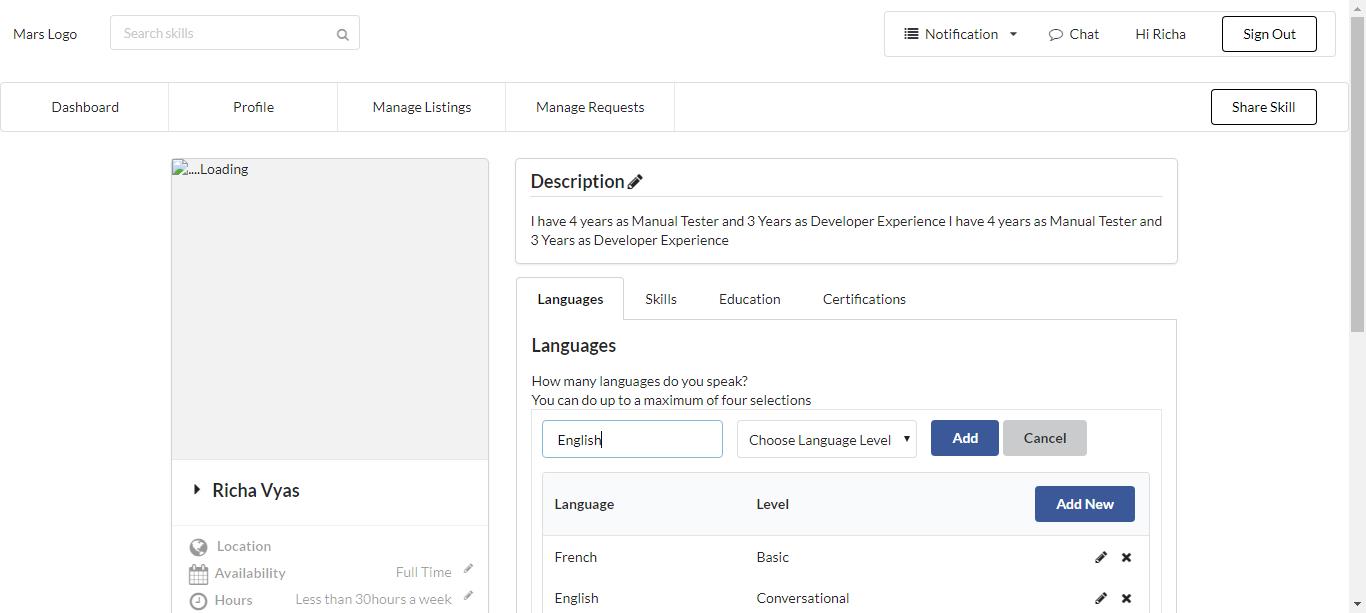 Mars Logo
Search skills
Notification
Chat
Hi Richa
Sign Out
Dashboard
Profile
Manage Listings
Manage Requests
Share Skill
....Loading
Richa Vyas
Location
Availability
Full Time
Hours
Less than 30hours a week
Description
I have 4 years as Manual Tester and 3 Years as Developer Experience I have 4 years as Manual Tester and
3 Years as Developer Experience
Languages
Skills
Education
Certifications
Languages
How many languages do you speak?
You can do up to a maximum of four selections
English
Choose Language Level
Add
Cancel
Language
Level
Add New
French
Basic
English
Conversational